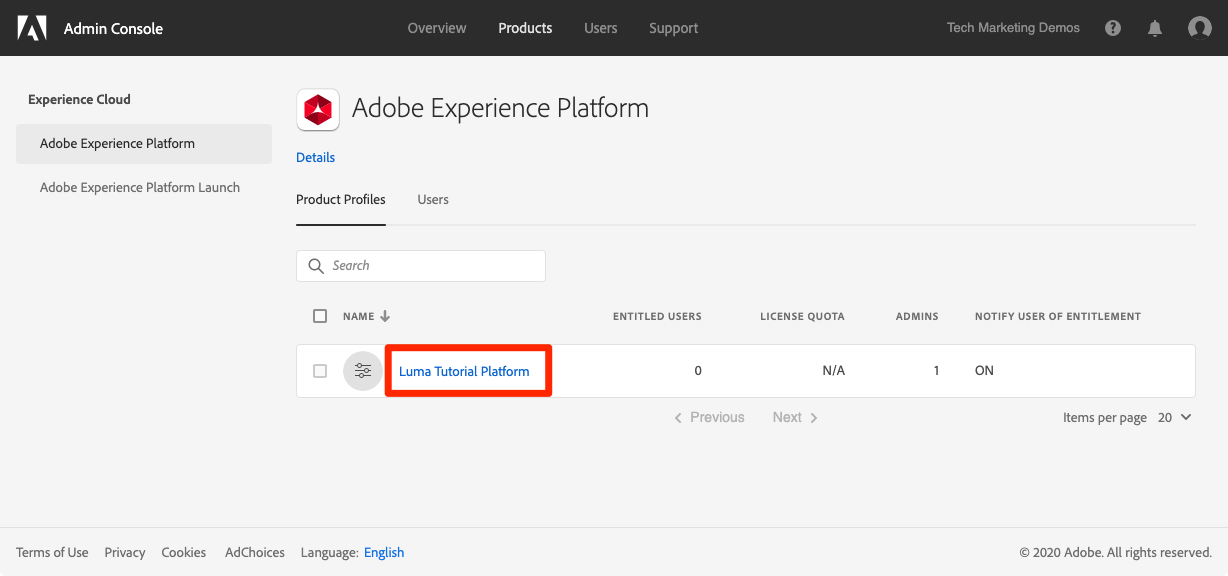 Admin Console Overview Products Users Support Tech Marketing Demos ?
Experience Cloud
Adobe Experience Platform
Adobe Experience Platform Launch
Adobe Experience Platform
Details
Product Profiles Users
Search
NAME ENTITLED USERS LICENSE QUOTA ADMINS NOTIFY USER OF ENTITLEMENT
Luma Tutorial Platform 0 N/A 1 ON
Previous Next Items per page 20
Terms of Use Privacy Cookies AdChoices Language: English © 2020 Adobe. All rights reserved.